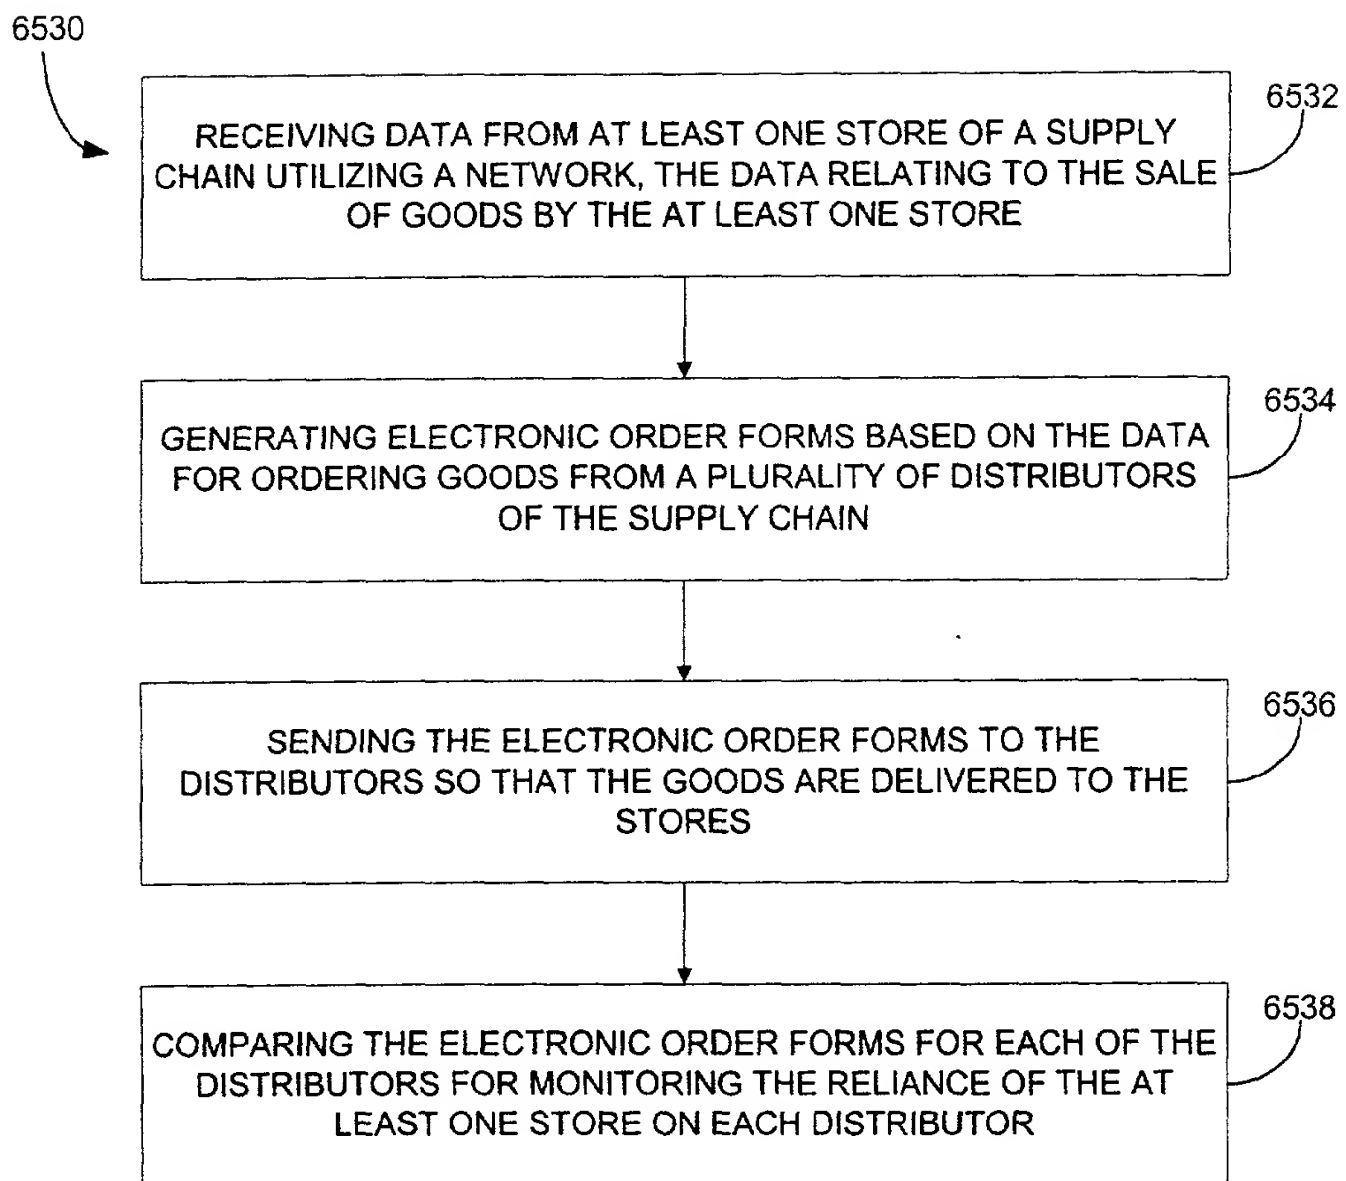 6530
6532
RECEIVING DATA FROM AT LEAST ONE STORE OF A SUPPLY
CHAIN UTILIZING A NETWORK, THE DATA RELATING TO THE SALE
OF GOODS BY THE AT LEAST ONE STORE
6534
GENERATING ELECTRONIC ORDER FORMS BASED ON THE DATA
FOR ORDERING GOODS FROM A PLURALITY OF DISTRIBUTORS
OF THE SUPPLY CHAIN
6536
SENDING THE ELECTRONIC ORDER FORMS TO THE
DISTRIBUTORS SO THAT THE GOODS ARE DELIVERED TO THE
STORES
6538
COMPARING THE ELECTRONIC ORDER FORMS FOR EACH OF THE
DISTRIBUTORS FOR MONITORING THE RELIANCE OF THE AT
LEAST ONE STORE ON EACH DISTRIBUTOR